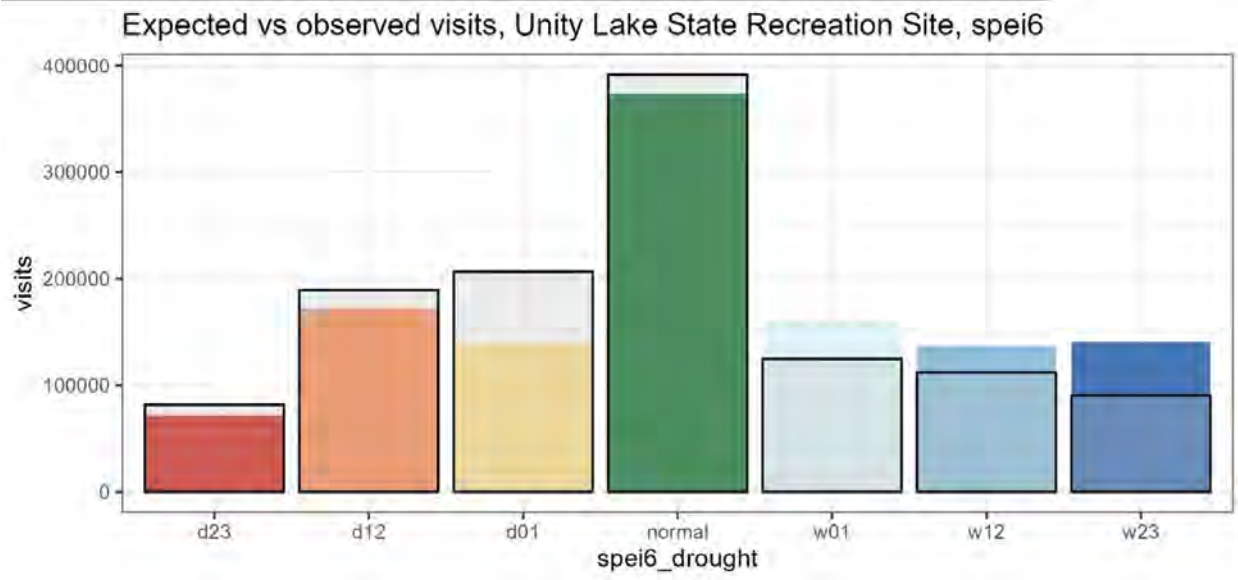 Expected vs observed visits, Unity Lake State Recreation Site, spei6
400000
300000
200000
100000
0
visits
d23 d12 d01 normal w01 w12 w23
spei6_drought